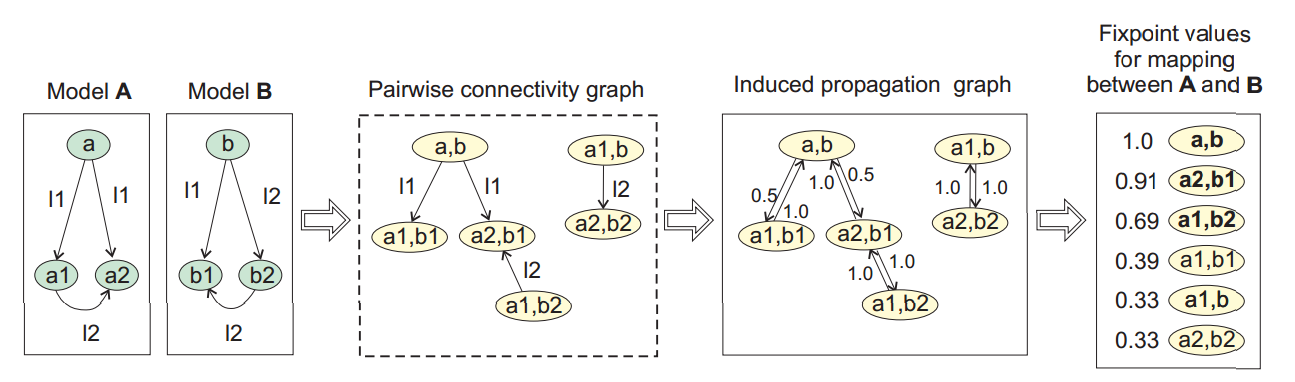 Model A
a
l1
l1
a1
a2
l2
Model B
b
l1
l2
b1
b2
l2
Pairwise connectivity graph
a,b
l1
l1
a1,b1
a2,b1
l2
a1,b2
a1,b
l2
a2,b2
Induced propagation graph
a,b
0.5
1.0
1.0
0.5
a1,b1
a2,b1
1.0
1.0
a1,b2
a1,b
1.0
1.0
a2,b2
Fixpoint values
for mapping
between A and B
1.0 a,b
0.91 a2,b1
0.69 a1,b2
0.39 a1,b1
0.33 a1,b
0.33 a2,b2